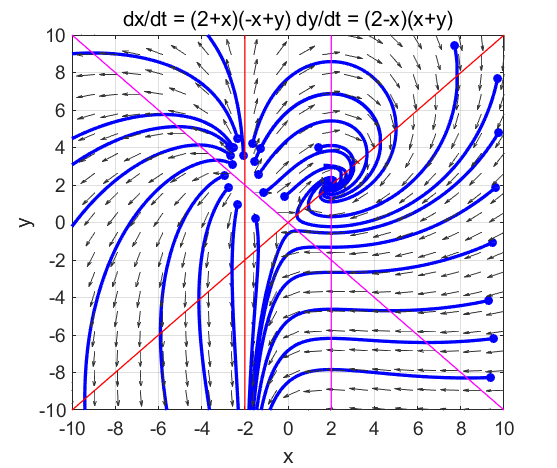 dx/dt = (2+x)(-x+y) dy/dt = (2-x)(x+y)
10
8
6
4
2
0
-2
-4
-6
-8
-10
y
-10 -8 -6 -4 -2 0 2 4 6 8 10
x